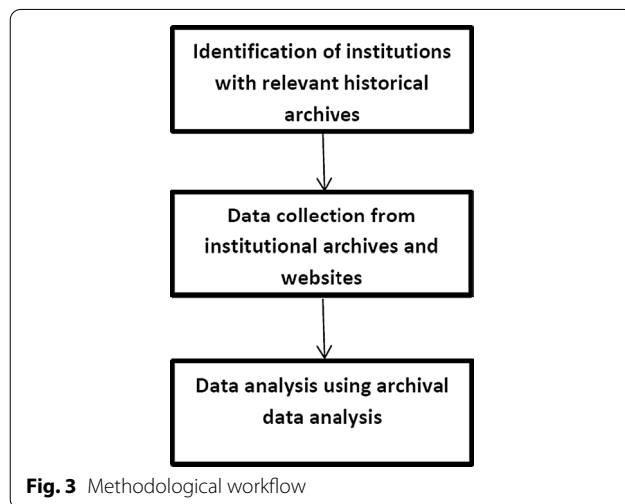 Identification of institutions
with relevant historical
archives
Data collection from
institutional archives and
websites
Data analysis using archival
data analysis
Fig. 3 Methodological workflow